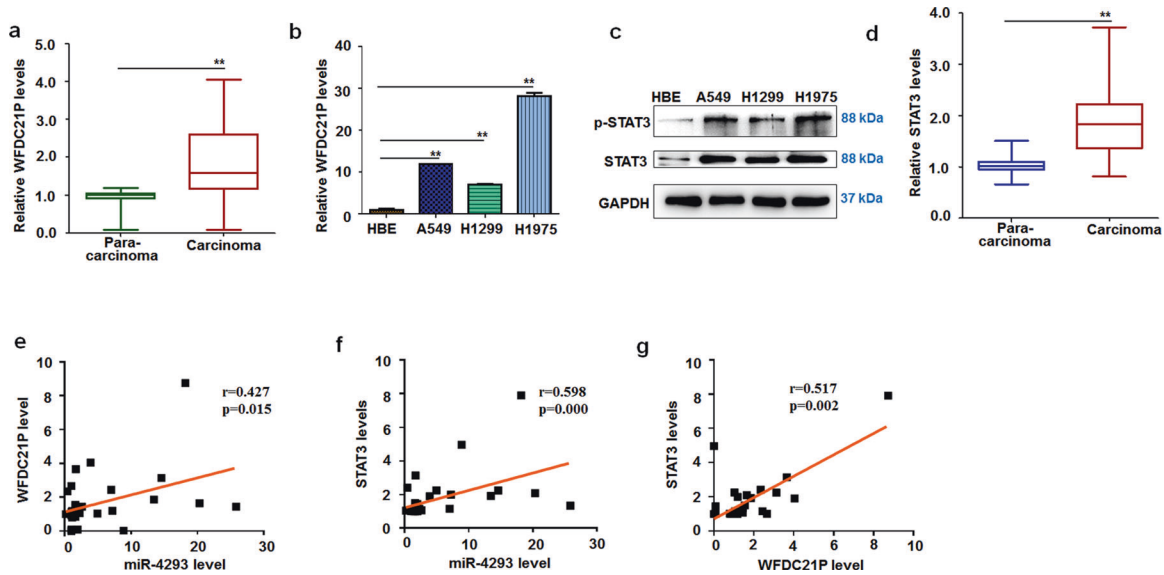 a
Relative WFDC21P levels
5.0
4.0
3.0
2.0
1.0
0.0
**
Para-
carcinoma
Carcinoma
b
Relative WFDC21P levels
40
30
20
10
0
**
**
**
HBE A549 H1299 H1975
c
HBE A549 H1299 H1975
p-STAT3 88 kDa
STAT3 88 kDa
GAPDH 37 kDa
d
Relative STAT3 levels
4.0
3.0
2.0
1.0
0.0
**
Para-
carcinoma
Carcinoma
e
WFDC21P level
10
8
6
4
2
0
r=0.427
p=0.015
0 10 20 30
miR-4293 level
f
STAT3 levels
10
8
6
4
2
0
r=0.598
p=0.000
0 10 20 30
miR-4293 level
g
STAT3 levels
10
8
6
4
2
0
r=0.517
p=0.002
0 2 4 6 8 10
WFDC21P level